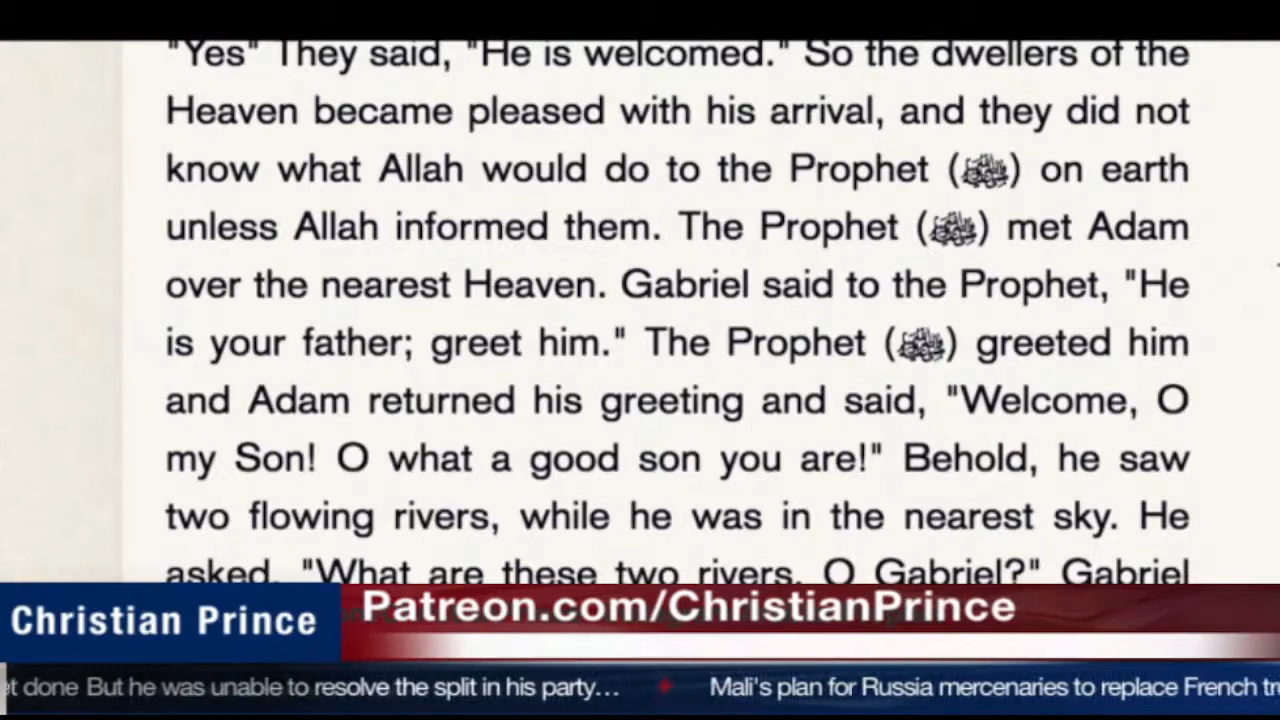 "Yes" They said, "He is welcomed." So the dwellers of the
Heaven became pleased with his arrival, and they did not
know what Allah would do to the Prophet (ﷺ) on earth
unless Allah informed them. The Prophet (ﷺ) met Adam
over the nearest Heaven. Gabriel said to the Prophet, "He
is your father; greet him." The Prophet (ﷺ) greeted him
and Adam returned his greeting and said, "Welcome, O
my Son! O what a good son you are!" Behold, he saw
two flowing rivers, while he was in the nearest sky. He
asked, "What are these two rivers, O Gabriel?" Gabriel
Christian Prince
Patreon.com/ChristianPrince
done But he was unable to resolve the split in his party... Mali's plan for Russia mercenaries to replace French